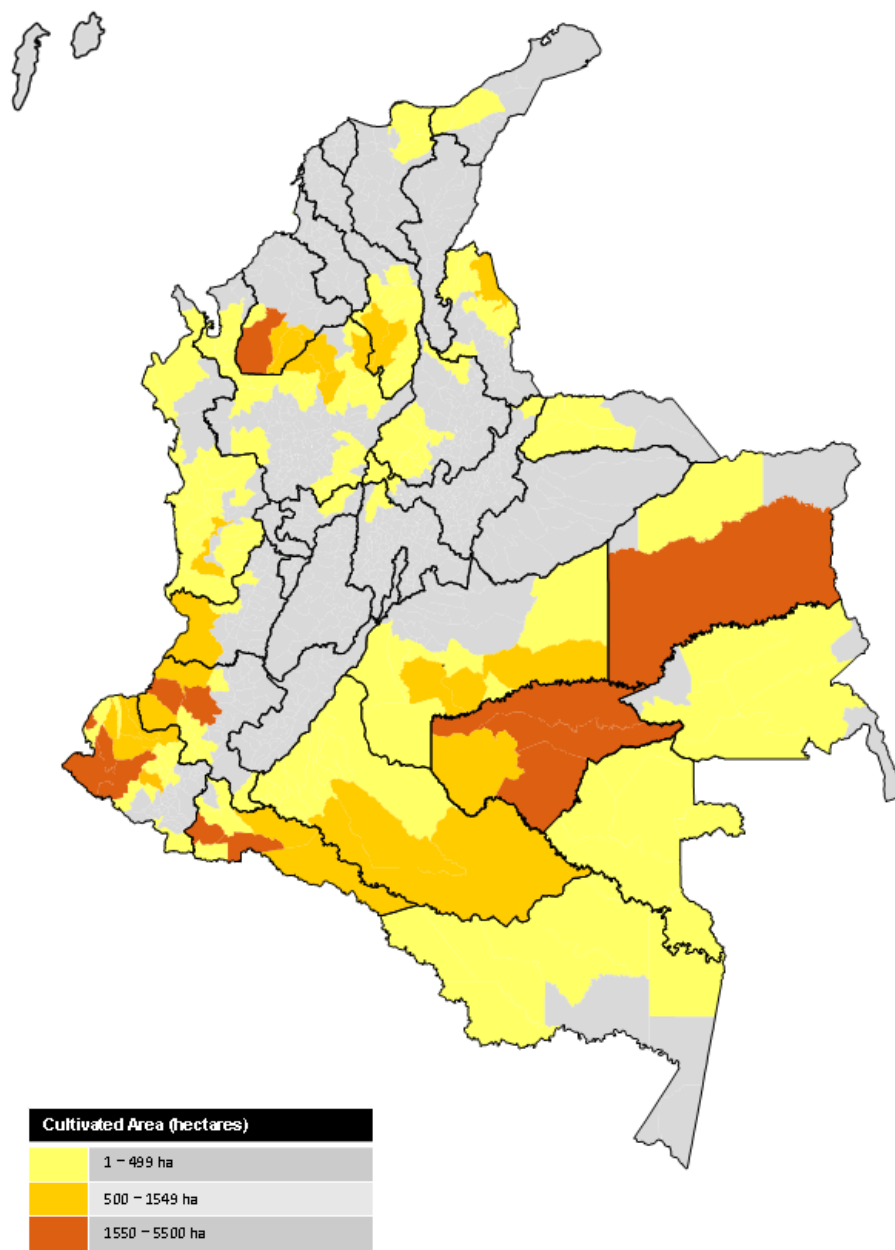 Cultivated Area (hectares)
1 – 499 ha
500 – 1549 ha
1550 – 5500 ha